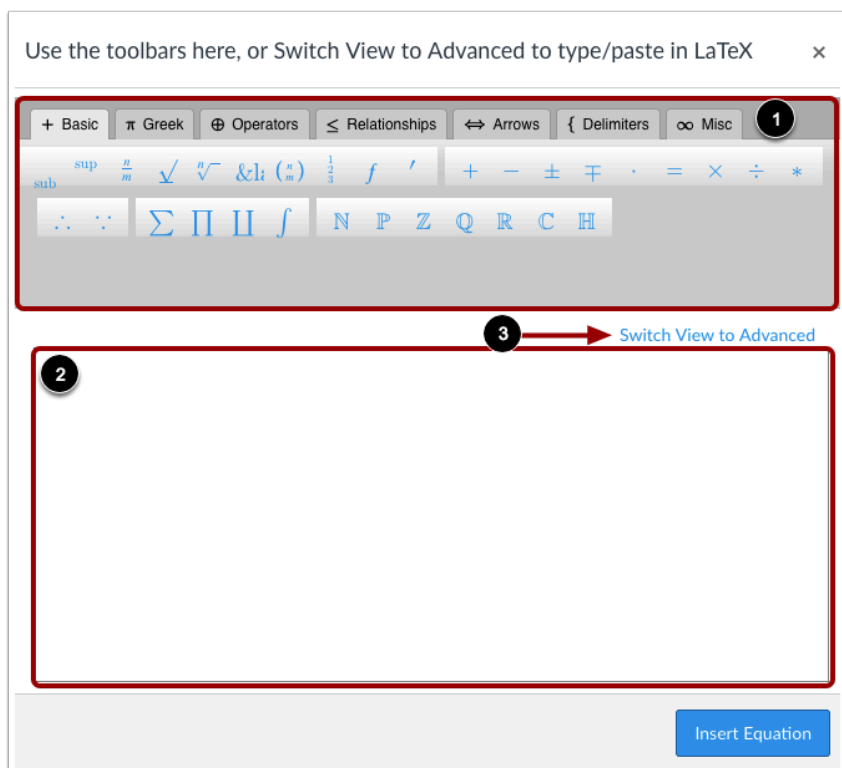 Use the toolbars here, or Switch View to Advanced to type/paste in LaTeX ×
+ Basic π Greek ⊕ Operators ≤ Relationships ⇔ Arrows { Delimiters ∞ Misc 1
sub sup n/m √ n√ &l (n m) 1 2 3 f ′ + − ± ∓ · = × ÷ *
∴ ∵ ∑ ∏ ∐ ∫ ℕ ℙ ℤ ℚ ℝ ℂ ℍ
3 Switch View to Advanced
2
Insert Equation